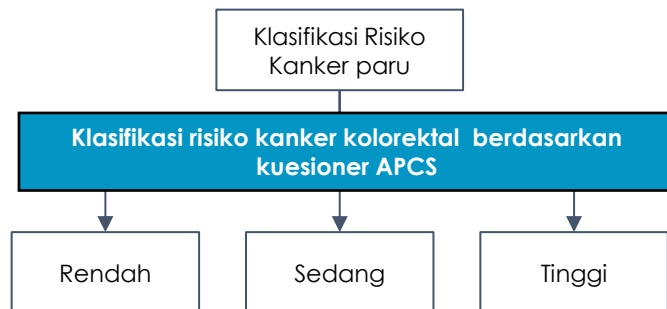 Klasifikasi Risiko
Kanker paru
Klasifikasi risiko kanker kolorektal berdasarkan
kuesioner APCS
Rendah
Sedang
Tinggi